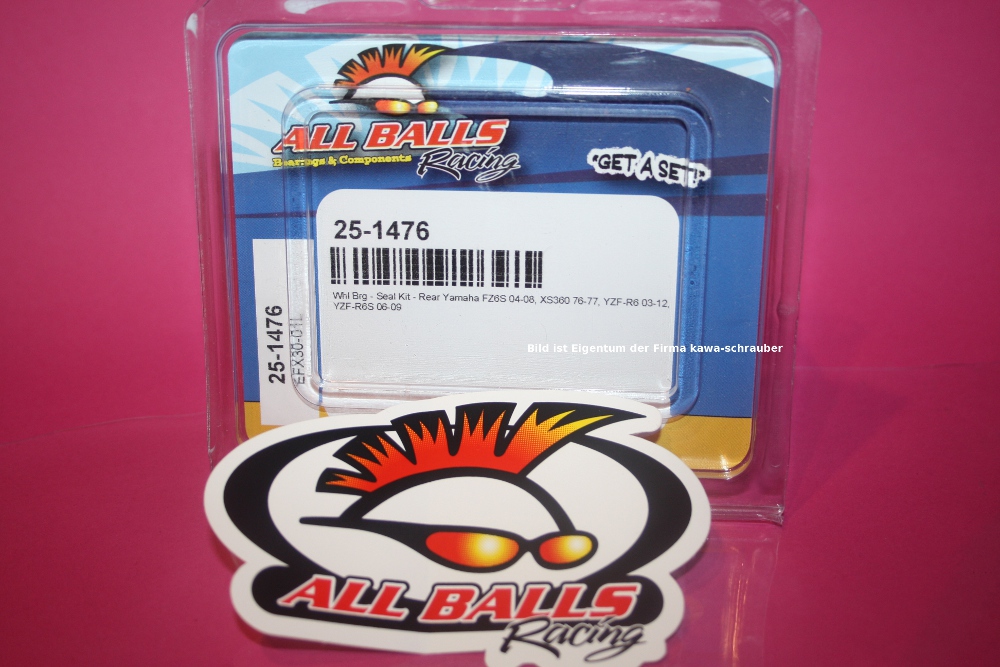 ALL BALLS
Bearings & Components
Racing
"GET A SET!"
25-1476
Whl Brg - Seal Kit - Rear Yamaha FZ6S 04-08, XS360 76-77, YZF-R6 03-12,
YZF-R6S 06-09
25-1476
EFX30-01L
Bild ist Eigentum der Firma kawa-schrauber
ALL BALLS
Racing